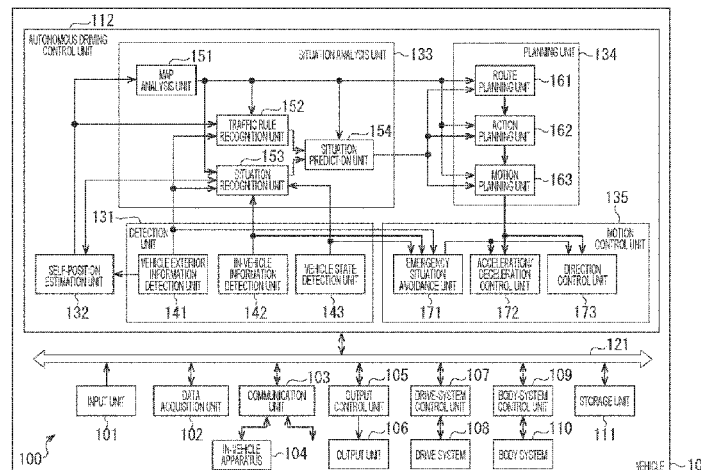 112
AUTONOMOUS DRIVING
CONTROL UNIT
151
MAP
ANALYSIS UNIT
SITUATION ANALYSIS UNIT
133
PLANNING UNIT
134
152
TRAFFIC RULE
RECOGNITION UNIT
153
SITUATION
RECOGNITION UNIT
154
SITUATION
PREDICTION UNIT
ROUTE
PLANNING UNIT
161
ACTION
PLANNING UNIT
162
MOTION
PLANNING UNIT
163
131
DETECTION
UNIT
135
MOTION
CONTROL UNIT
SELF-POSITION
ESTIMATION UNIT
132
VEHICLE EXTERIOR
INFORMATION
DETECTION UNIT
141
IN-VEHICLE
INFORMATION
DETECTION UNIT
142
VEHICLE STATE
DETECTION UNIT
143
EMERGENCY
SITUATION
AVOIDANCE UNIT
171
ACCELERATION/
DECELERATION
CONTROL UNIT
172
DIRECTION
CONTROL UNIT
173
121
103
105
107
109
INPUT UNIT
101
DATA
ACQUISITION UNIT
102
COMMUNICATION
UNIT
OUTPUT
CONTROL UNIT
DRIVE-SYSTEM
CONTROL UNIT
BODY-SYSTEM
CONTROL UNIT
STORAGE UNIT
111
100
IN-VEHICLE
APPARATUS
104
106
OUTPUT UNIT
108
DRIVE SYSTEM
110
BODY SYSTEM
VEHICLE
10